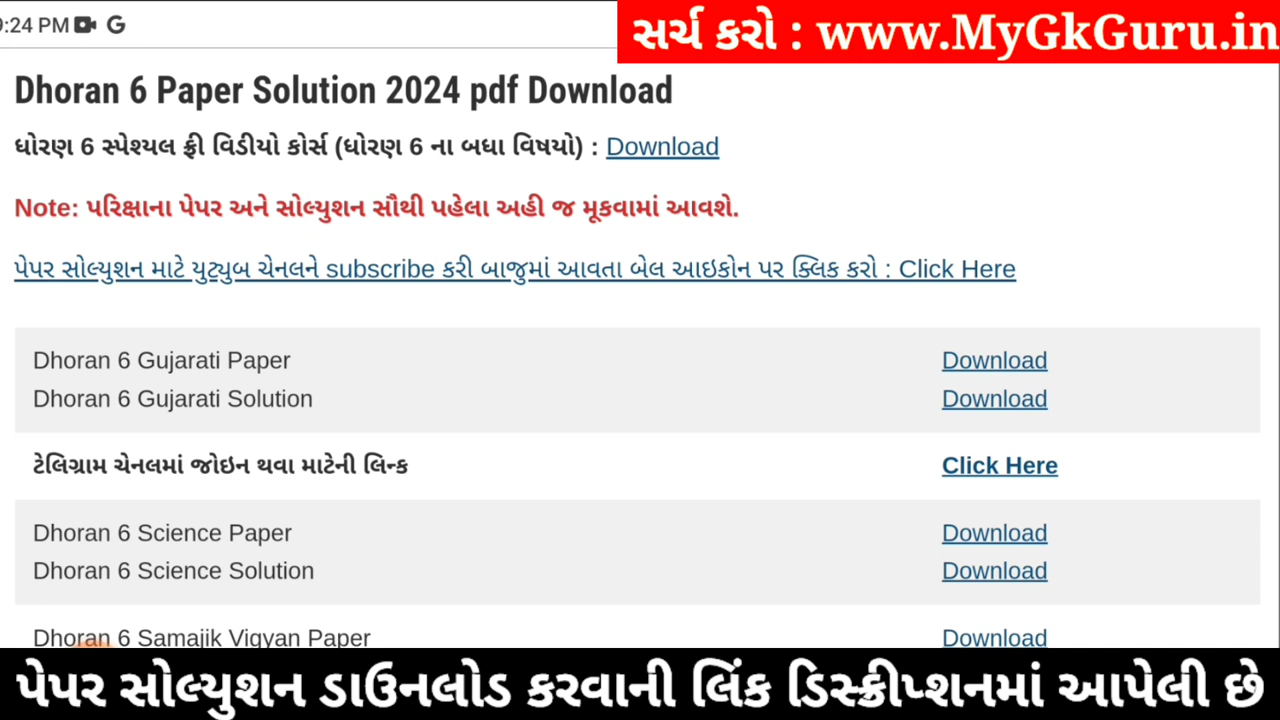 9:24 PM G
સર્ચ કરો : www.MyGkGuru.in
Dhoran 6 Paper Solution 2024 pdf Download
ધોરણ 6 સ્પેશ્યલ ફ્રી વિડીયો કોર્સ (ધોરણ 6 ના બધા વિષયો) : Download
Note: પરિક્ષાના પેપર અને સોલ્યુશન સૌથી પહેલા અહી જ મૂકવામાં આવશે.
પેપર સોલ્યુશન માટે યુટ્યુબ ચેનલને subscribe કરી બાજુમાં આવતા બેલ આઇકોન પર ક્લિક કરો : Click Here
Dhoran 6 Gujarati Paper Download
Dhoran 6 Gujarati Solution Download
ટેલિગ્રામ ચેનલમાં જોઇન થવા માટેની લિન્ક Click Here
Dhoran 6 Science Paper Download
Dhoran 6 Science Solution Download
Dhoran 6 Samajik Vigyan Paper Download
પેપર સોલ્યુશન ડાઉનલોડ કરવાની લિંક ડિસ્ક્રીપ્શનમાં આપેલી છે